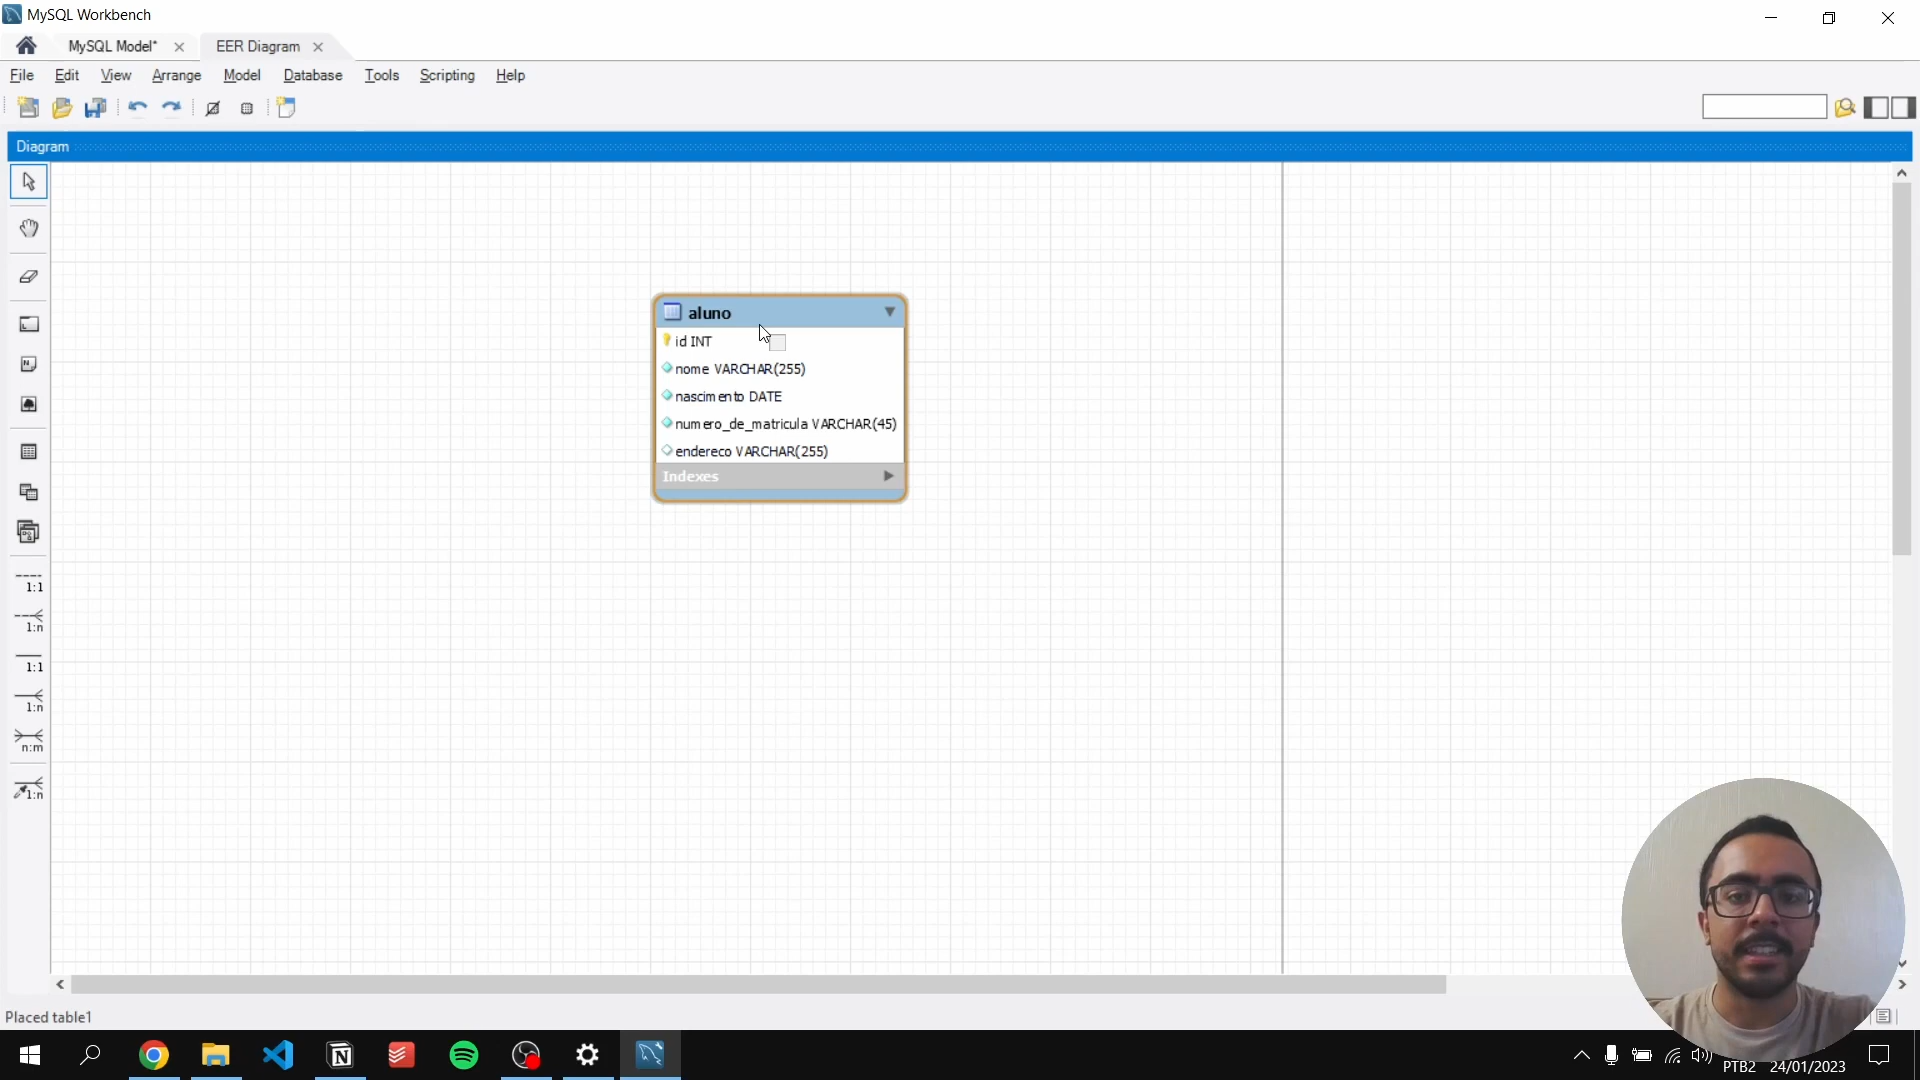 MySQL Workbench
MySQL Model*
EER Diagram
File Edit View Arrange Model Database Tools Scripting Help
Diagram
aluno
id INT
nome VARCHAR(255)
nascimento DATE
numero_de_matricula VARCHAR(45)
endereco VARCHAR(255)
Indexes
1:1
1:n
1:1
1:n
n:m
1:n
Placed table1
PTB2 24/01/2023